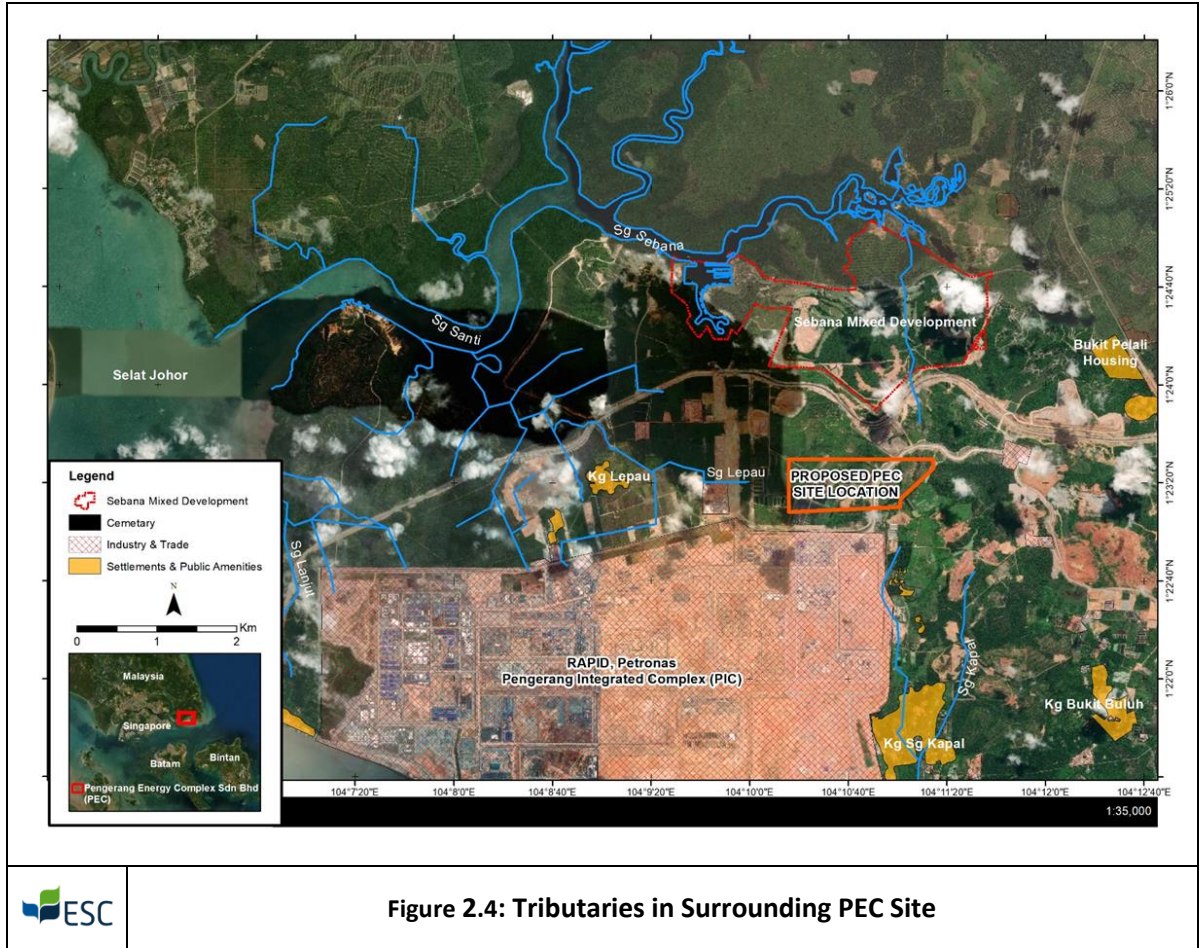 1°26'0"N
1°25'20"N
1°24'40"N
1°24'0"N
1°23'20"N
1°22'40"N
1°22'0"N
Sg Sebana
Sg Santi
Sebana Mixed Development
Bukit Pelali
Housing
Selat Johor
Kg Lepau
Sg Lepau
PROPOSED PEC
SITE LOCATION
Sg Lanjut
RAPID, Petronas
Pengerang Integrated Complex (PIC)
Sg Kapal
Kg Sg Kapal
Kg Bukit Buluh
Legend
Sebana Mixed Development
Cemetary
Industry & Trade
Settlements & Public Amenities
N
Km
0 1 2
Malaysia
Singapore
Batam
Bintan
Pengerang Energy Complex Sdn Bhd
(PEC)
104°7'20"E 104°8'0"E 104°8'40"E 104°9'20"E 104°10'0"E 104°10'40"E 104°11'20"E 104°12'0"E 104°12'40"E
1:35,000
ESC
Figure 2.4: Tributaries in Surrounding PEC Site